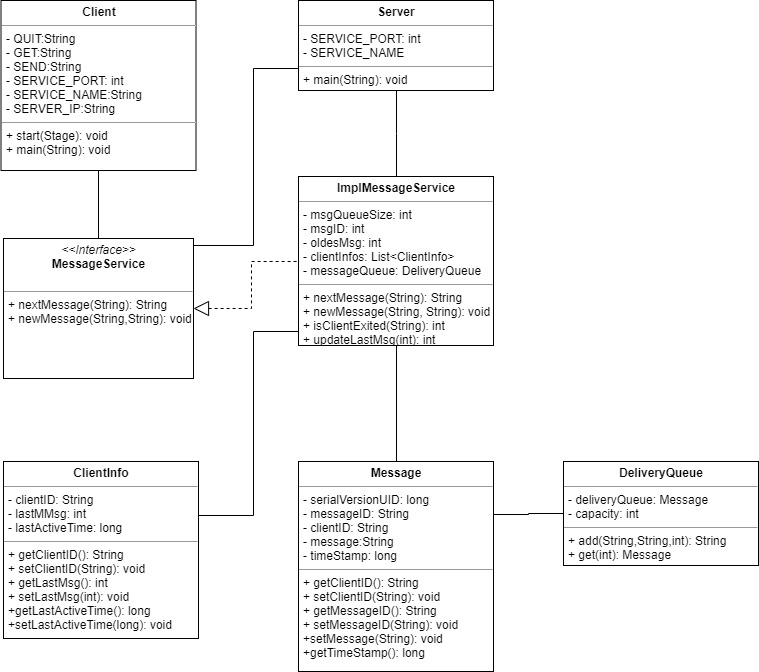 Client
- QUIT:String
- GET:String
- SEND:String
- SERVICE_PORT: int
- SERVICE_NAME:String
- SERVER_IP:String
+ start(Stage): void
+ main(String): void
Server
- SERVICE_PORT: int
- SERVICE_NAME
+ main(String): void
<<Interface>>
MessageService
+ nextMessage(String): String
+ newMessage(String,String): void
ImplMessageService
- msgQueueSize: int
- msgID: int
- oldesMsg: int
- clientInfos: List<ClientInfo>
- messageQueue: DeliveryQueue
+ nextMessage(String): String
+ newMessage(String, String): void
+ isClientExited(String): int
+ updateLastMsg(int): int
ClientInfo
- clientID: String
- lastMMsg: int
- lastActiveTime: long
+ getClientID(): String
+ setClientID(String): void
+ getLastMsg(): int
+ setLastMsg(int): void
+getLastActiveTime(): long
+setLastActiveTime(long): void
Message
- serialVersionUID: long
- messageID: String
- clientID: String
- message:String
- timeStamp: long
+ getClientID(): String
+ setClientID(String): void
+ getMessageID(): String
+ setMessageID(String): void
+setMessage(String): void
+getTimeStamp(): long
DeliveryQueue
- deliveryQueue: Message
- capacity: int
+ add(String,String,int): String
+ get(int): Message